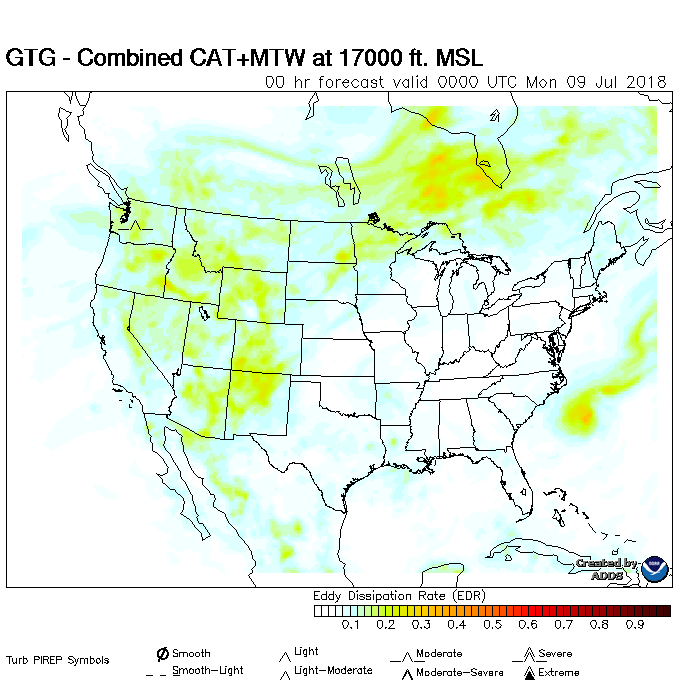 GTG - Combined CAT+MTW at 17000 ft. MSL
00 hr forecast valid 0000 UTC Mon 09 Jul 2018
Created by
ADDS
Eddy Dissipation Rate (EDR)
0.1 0.2 0.3 0.4 0.5 0.6 0.7 0.8 0.9
Turb PIREP Symbols
Smooth Light Moderate Severe
Smooth-Light Light-Moderate Moderate-Severe Extreme